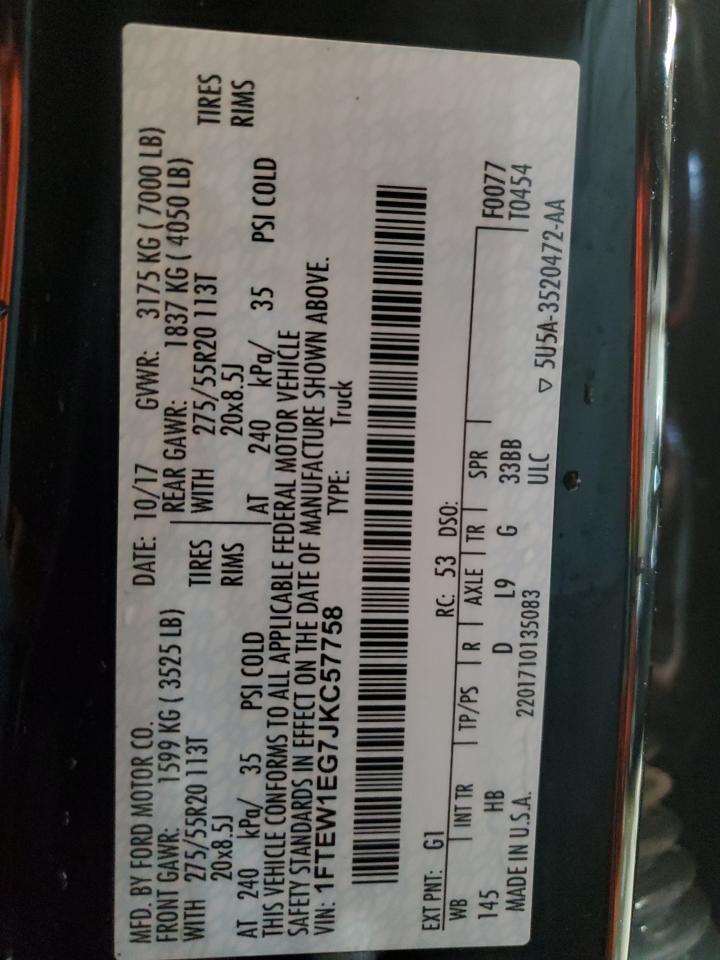 MFD. BY FORD MOTOR CO. DATE: 10/17 GVWR: 3175 KG ( 7000 LB)
FRONT GAWR: 1599 KG ( 3525 LB) REAR GAWR: 1837 KG ( 4050 LB)
WITH 275/55R20 113T TIRES WITH 275/55R20 113T TIRES
20x8.5J RIMS 20x8.5J RIMS
AT 240 kPa/ 35 PSI COLD AT 240 kPa/ 35 PSI COLD
THIS VEHICLE CONFORMS TO ALL APPLICABLE FEDERAL MOTOR VEHICLE
SAFETY STANDARDS IN EFFECT ON THE DATE OF MANUFACTURE SHOWN ABOVE.
VIN: 1FTEW1EG7JKC57758 TYPE: Truck
EXT PNT: G1 RC: 53 DSO:
WB INT TR TP/PS R AXLE TR SPR F0077
145 HB D L9 G 33BB T0454
MADE IN U.S.A. 2201710135083 ULC
▽ 5U5A-3520472-AA